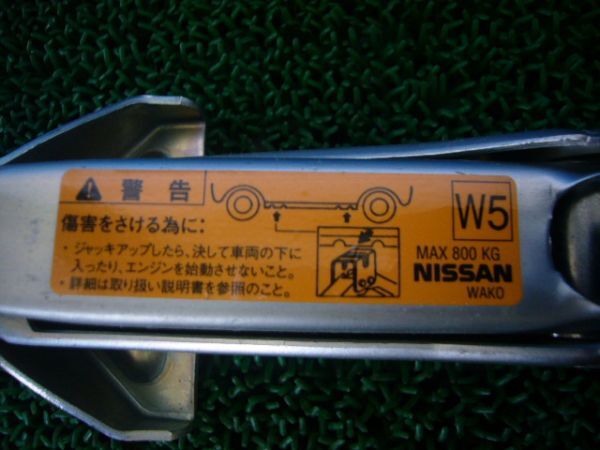 警告
傷害をさける為に:
・ジャッキアップしたら、決して車両の下に
入ったり、エンジンを始動させないこと。
・詳細は取り扱い説明書を参照のこと。
W5
MAX 800 KG
NISSAN
WAKO